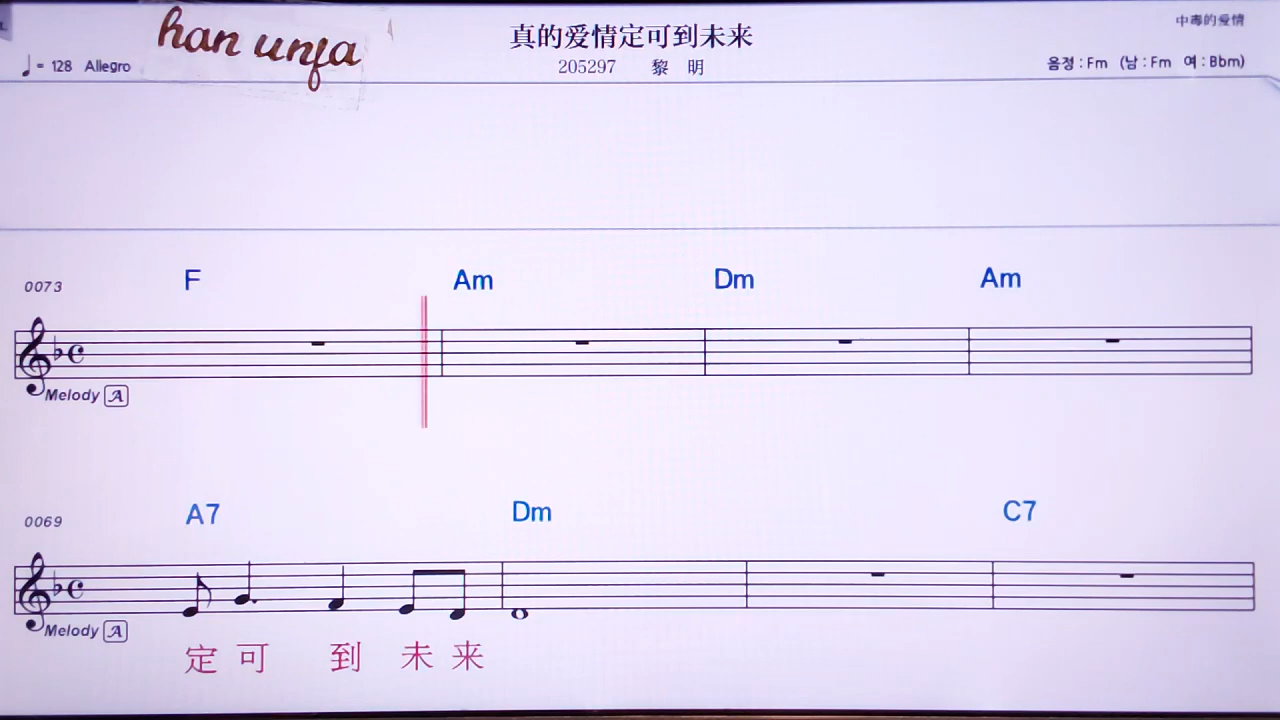 han unfa
真的爱情定可到未来
中毒的爱情
♩ = 128 Allegro
205297 黎 明
음정 : Fm (남 : Fm 여 : Bbm)
0073 F Am Dm Am
Melody A
0069 A7 Dm C7
Melody A
定 可 到 未 来